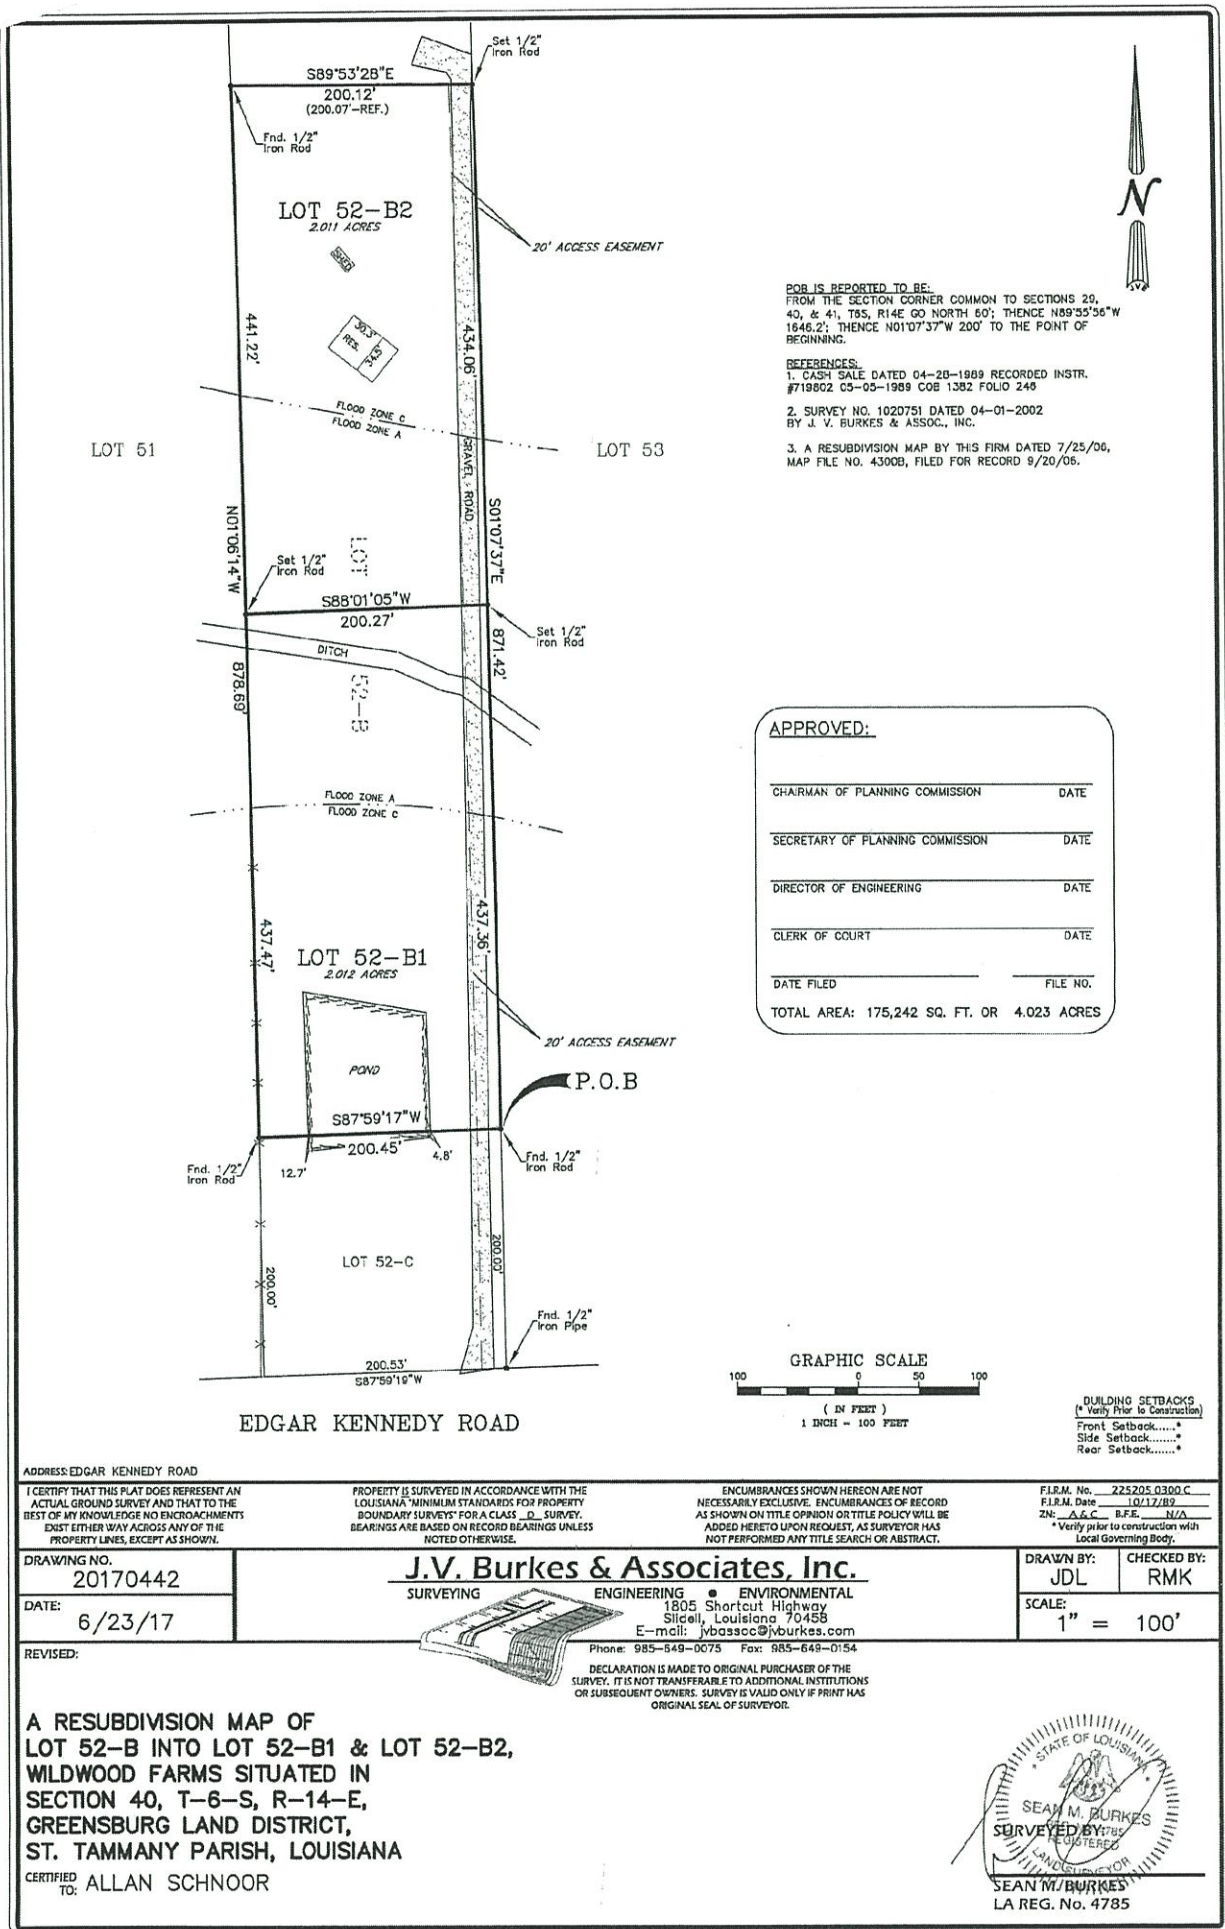 Set 1/2"
Iron Rod
S89°53'28"E
200.12'
(200.07'-REF.)
Fnd. 1/2"
Iron Rod
LOT 52-B2
2.011 ACRES
SHED
20' ACCESS EASEMENT
441.22'
30.3'
RES.
34.5'
434.06'
FLOOD ZONE C
FLOOD ZONE A
LOT 51
GRAVEL ROAD
LOT 53
N01°06'14"W
S01°07'37"E
LOT
Set 1/2"
Iron Rod
S88°01'05"W
200.27'
Set 1/2"
Iron Rod
DITCH
878.69'
52-B
871.42'
FLOOD ZONE A
FLOOD ZONE C
437.47'
437.36'
LOT 52-B1
2.012 ACRES
20' ACCESS EASEMENT
POND
P.O.B
S87°59'17"W
200.45'
Fnd. 1/2"
Iron Rod
12.7'
4.8'
Fnd. 1/2"
Iron Rod
LOT 52-C
200.00'
200.00'
Fnd. 1/2"
Iron Pipe
200.53'
S87°59'19"W
EDGAR KENNEDY ROAD
N
JVB
POB IS REPORTED TO BE:
FROM THE SECTION CORNER COMMON TO SECTIONS 29,
40, & 41, T6S, R14E GO NORTH 60'; THENCE N89°55'56"W
1646.2'; THENCE N01°07'37"W 200' TO THE POINT OF
BEGINNING.
REFERENCES:
1. CASH SALE DATED 04-28-1989 RECORDED INSTR.
#719802 05-05-1989 COB 1382 FOLIO 246
2. SURVEY NO. 1020751 DATED 04-01-2002
BY J. V. BURKES & ASSOC., INC.
3. A RESUBDIVISION MAP BY THIS FIRM DATED 7/25/06,
MAP FILE NO. 4300B, FILED FOR RECORD 9/20/06.
APPROVED:
CHAIRMAN OF PLANNING COMMISSION DATE
SECRETARY OF PLANNING COMMISSION DATE
DIRECTOR OF ENGINEERING DATE
CLERK OF COURT DATE
DATE FILED FILE NO.
TOTAL AREA: 175,242 SQ. FT. OR 4.023 ACRES
GRAPHIC SCALE
100 0 50 100
( IN FEET )
1 INCH = 100 FEET
BUILDING SETBACKS
(* Verify Prior to Construction)
Front Setback......*
Side Setback........*
Rear Setback.......*
ADDRESS: EDGAR KENNEDY ROAD
I CERTIFY THAT THIS PLAT DOES REPRESENT AN
ACTUAL GROUND SURVEY AND THAT TO THE
BEST OF MY KNOWLEDGE NO ENCROACHMENTS
EXIST EITHER WAY ACROSS ANY OF THE
PROPERTY LINES, EXCEPT AS SHOWN.
PROPERTY IS SURVEYED IN ACCORDANCE WITH THE
LOUISIANA "MINIMUM STANDARDS FOR PROPERTY
BOUNDARY SURVEYS" FOR A CLASS D SURVEY.
BEARINGS ARE BASED ON RECORD BEARINGS UNLESS
NOTED OTHERWISE.
ENCUMBRANCES SHOWN HEREON ARE NOT
NECESSARILY EXCLUSIVE. ENCUMBRANCES OF RECORD
AS SHOWN ON TITLE OPINION OR TITLE POLICY WILL BE
ADDED HERETO UPON REQUEST, AS SURVEYOR HAS
NOT PERFORMED ANY TITLE SEARCH OR ABSTRACT.
F.I.R.M. No. 225205 0300 C
F.I.R.M. Date 10/17/89
ZN: A & C B.F.E. N/A
* Verify prior to construction with
Local Governing Body.
DRAWING NO.
20170442
DATE:
6/23/17
J.V. Burkes & Associates, Inc.
SURVEYING ENGINEERING • ENVIRONMENTAL
1805 Shortcut Highway
Slidell, Louisiana 70458
E-mail: jvbassoc@jvburkes.com
Phone: 985-649-0075 Fax: 985-649-0154
DRAWN BY:
JDL
CHECKED BY:
RMK
SCALE:
1" = 100'
REVISED:
DECLARATION IS MADE TO ORIGINAL PURCHASER OF THE
SURVEY. IT IS NOT TRANSFERABLE TO ADDITIONAL INSTITUTIONS
OR SUBSEQUENT OWNERS. SURVEY IS VALID ONLY IF PRINT HAS
ORIGINAL SEAL OF SURVEYOR.
A RESUBDIVISION MAP OF
LOT 52-B INTO LOT 52-B1 & LOT 52-B2,
WILDWOOD FARMS SITUATED IN
SECTION 40, T-6-S, R-14-E,
GREENSBURG LAND DISTRICT,
ST. TAMMANY PARISH, LOUISIANA
CERTIFIED TO: ALLAN SCHNOOR
STATE OF LOUISIANA
SEAN M. BURKES
REGISTERED
LAND SURVEYOR
SURVEYED BY:
SEAN M. BURKES
LA REG. No. 4785